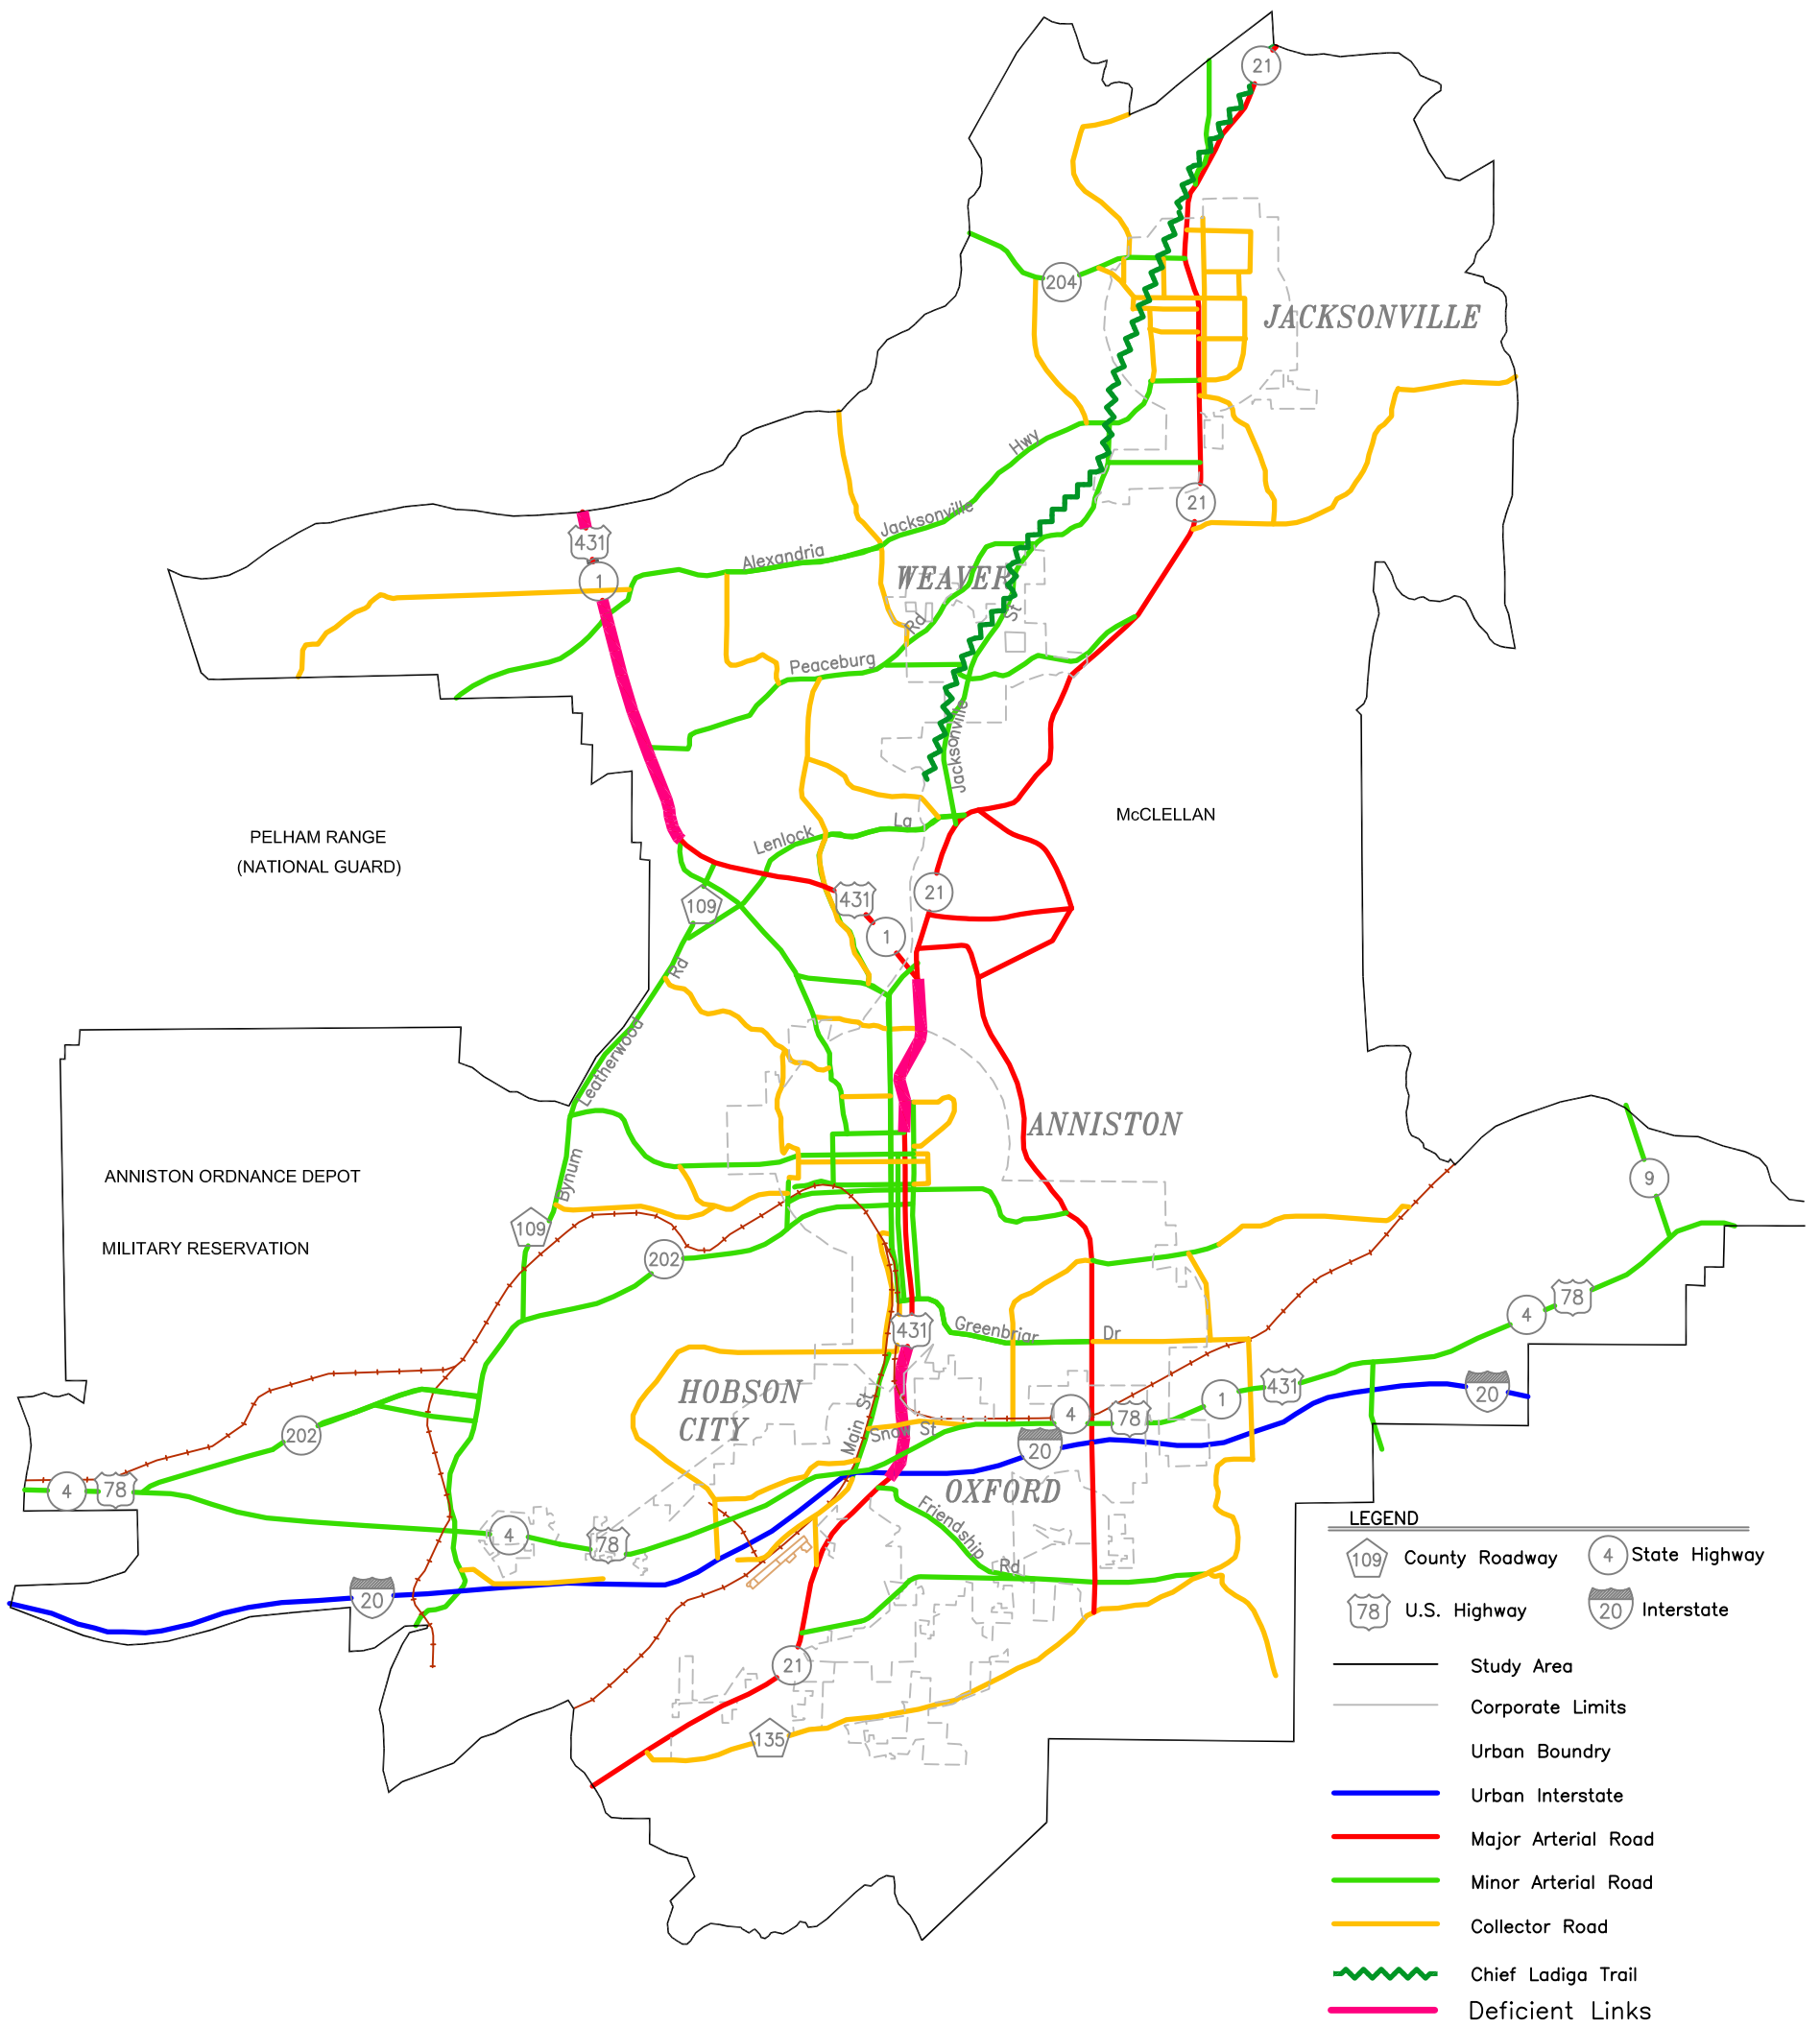 21
204
JACKSONVILLE
Hwy
21
Jacksonville
431
Alexandria
1
WEAVER
St
Rd
Peaceburg
Jacksonville
McCLELLAN
La
PELHAM RANGE
Lenlock
(NATIONAL GUARD)
431
21
109
1
Rd
Leatherwood
ANNISTON
ANNISTON ORDNANCE DEPOT
Bynum
9
109
MILITARY RESERVATION
202
78
4
431
Greenbriar
Dr
HOBSON
CITY
431
1
20
Main St
4
78
Snow St
202
20
4
78
OXFORD
Friendship
Rd
4
78
20
21
135
LEGEND
109 County Roadway
4 State Highway
78 U.S. Highway
20 Interstate
Study Area
Corporate Limits
Urban Boundry
Urban Interstate
Major Arterial Road
Minor Arterial Road
Collector Road
Chief Ladiga Trail
Deficient Links